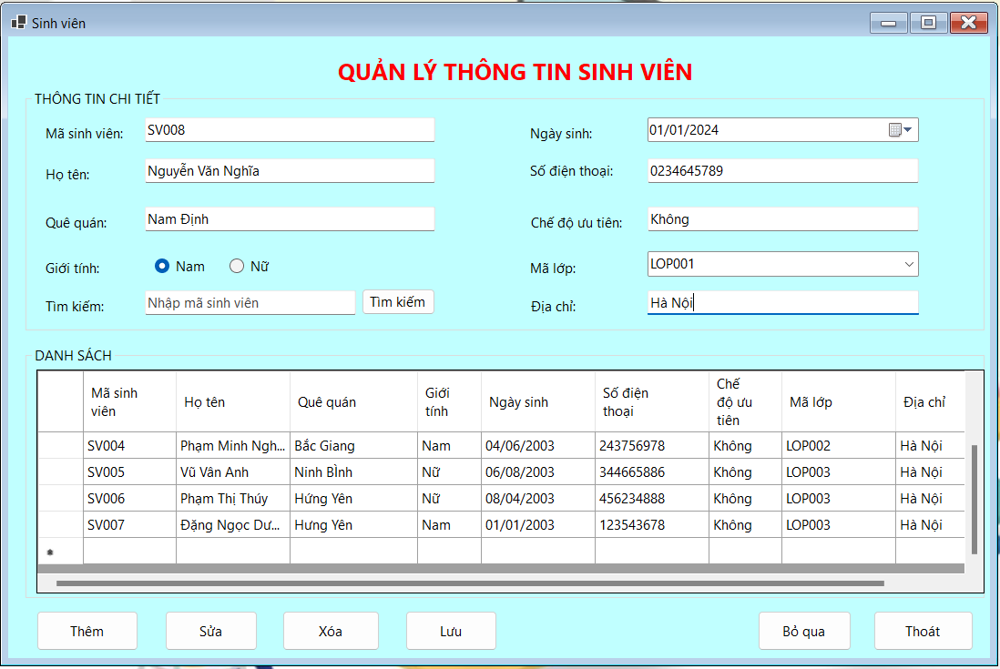 Sinh viên
QUẢN LÝ THÔNG TIN SINH VIÊN
THÔNG TIN CHI TIẾT
Mã sinh viên: SV008 Ngày sinh: 01/01/2024
Họ tên: Nguyễn Văn Nghĩa Số điện thoại: 0234645789
Quê quán: Nam Định Chế độ ưu tiên: Không
Giới tính: Nam Nữ Mã lớp: LOP001
Tìm kiếm: Nhập mã sinh viên Tìm kiếm Địa chỉ: Hà Nội
DANH SÁCH
Mã sinh viên Họ tên Quê quán Giới tính Ngày sinh Số điện thoại Chế độ ưu tiên Mã lớp Địa chỉ
SV004 Phạm Minh Ngh... Bắc Giang Nam 04/06/2003 243756978 Không LOP002 Hà Nội
SV005 Vũ Vân Anh Ninh BÌnh Nữ 06/08/2003 344665886 Không LOP003 Hà Nội
SV006 Phạm Thị Thúy Hứng Yên Nữ 08/04/2003 456234888 Không LOP003 Hà Nội
SV007 Đặng Ngọc Dư... Hưng Yên Nam 01/01/2003 123543678 Không LOP003 Hà Nội
Thêm Sửa Xóa Lưu Bỏ qua Thoát